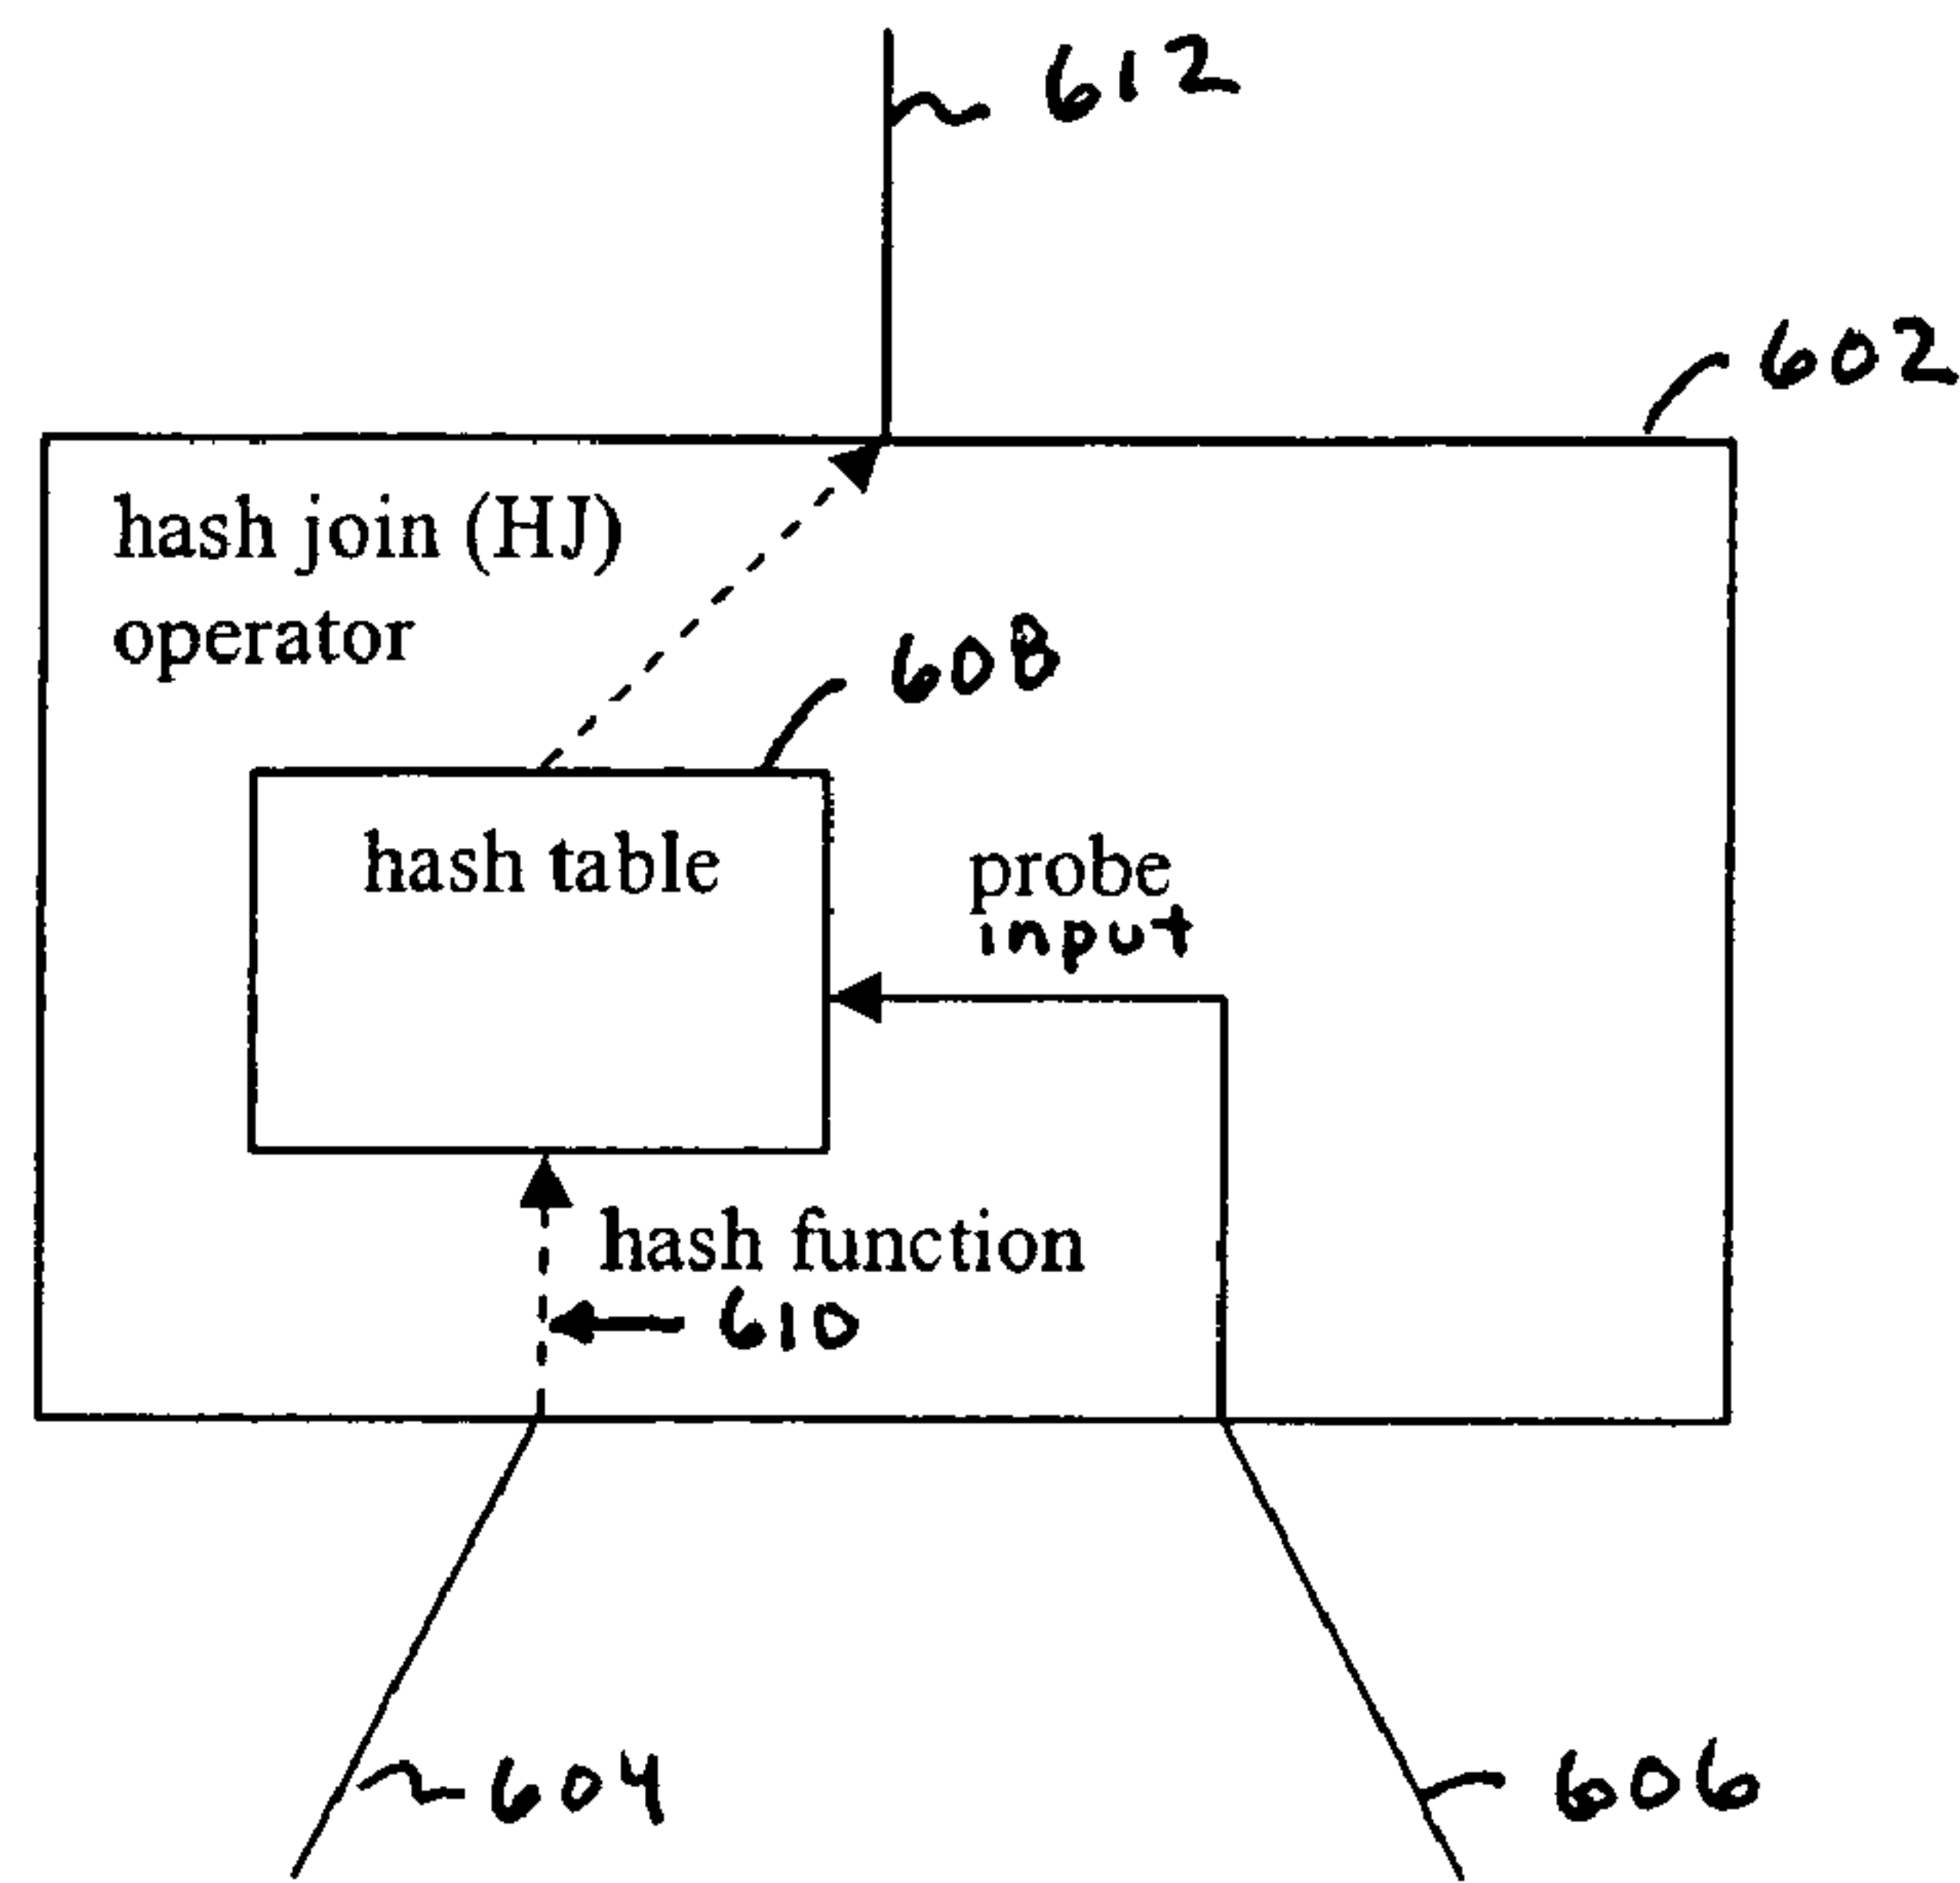 612
602
hash join (HJ)
operator
608
hash table
probe
input
hash function
610
604
606